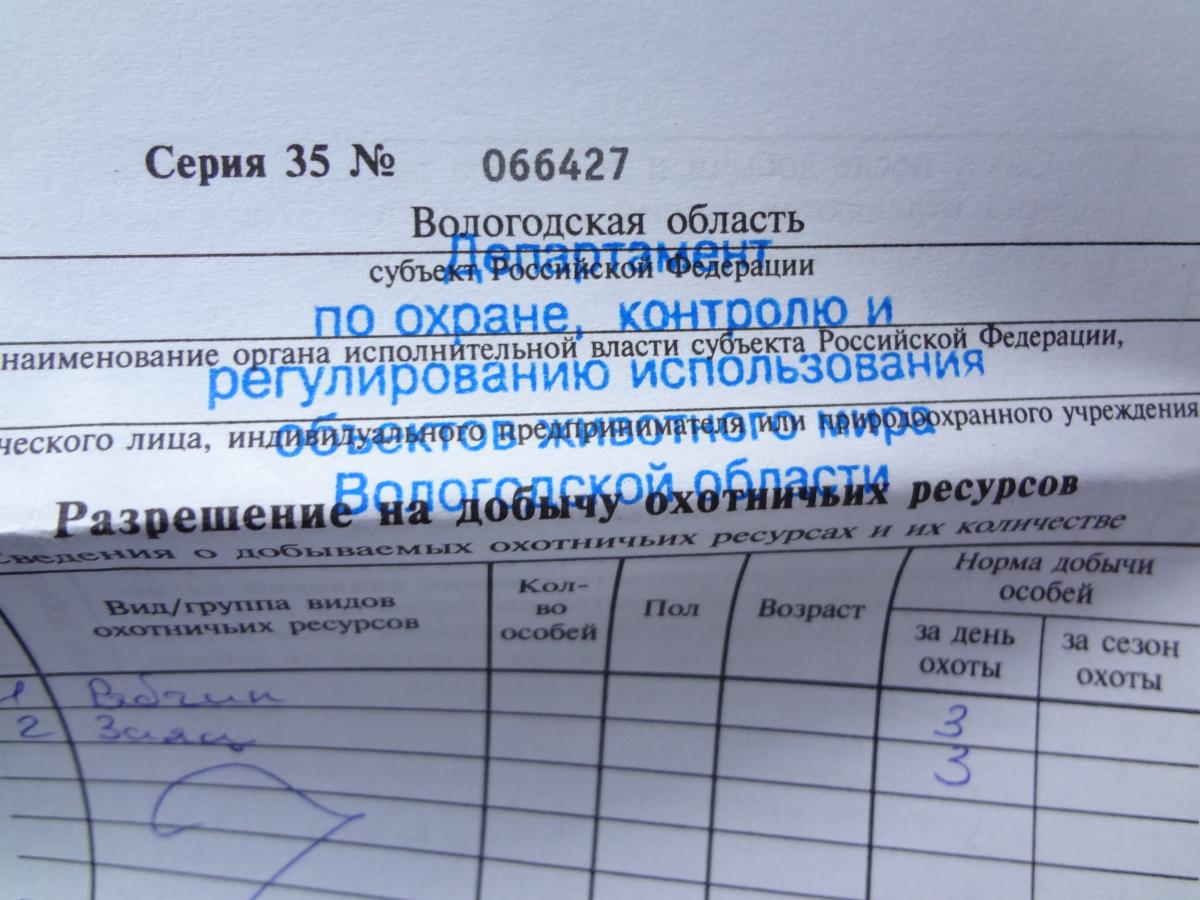 Серия 35 № 066427
Вологодская область
Департамент
субъект Российской Федерации
по охране, контролю и
наименование органа исполнительной власти субъекта Российской Федерации,
регулированию использования
ческого лица, индивидуального предпринимателя или природоохранного учреждения
объектов животного мира
Вологодской области
Разрешение на добычу охотничьих ресурсов
Сведения о добываемых охотничьих ресурсах и их количестве
Вид/группа видов охотничьих ресурсов
Кол-во особей
Пол
Возраст
Норма добычи особей
за день охоты
за сезон охоты
1 Рябчик 3
2 Заяц 3